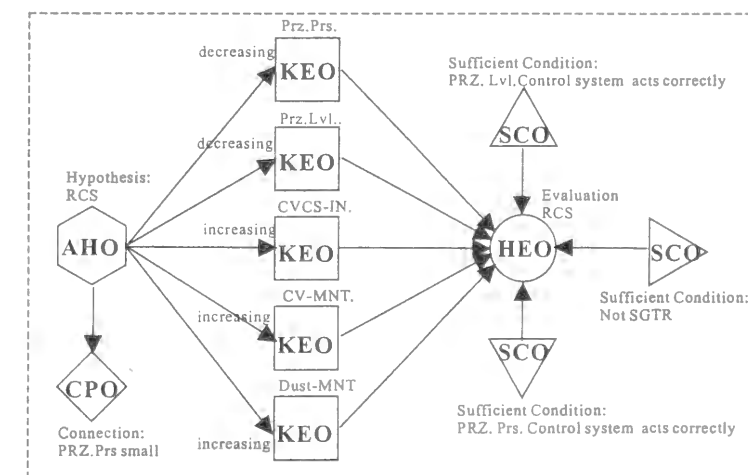 Prz.Prs.
decreasing
KEO
Sufficient Condition:
PRZ. Lvl.Control system acts correctly
SCO
Prz.Lvl..
decreasing
KEO
Hypothesis:
RCS
AHO
CVCS-IN.
increasing
KEO
Evaluation
RCS
HEO
SCO
Sufficient Condition:
Not SGTR
CV-MNT.
increasing
KEO
SCO
CPO
Connection:
PRZ.Prs small
Dust-MNT
increasing
KEO
Sufficient Condition:
PRZ. Prs. Control system acts correctly